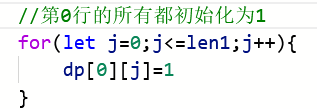 //第0行的所有都初始化为1
for(let j=0;j<=len1;j++){
    dp[0][j]=1
}